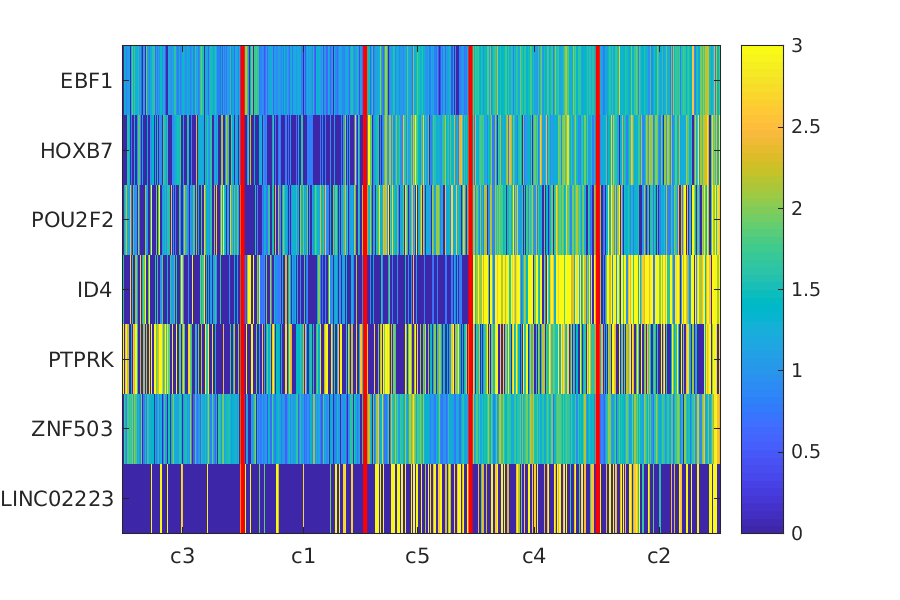 EBF1
HOXB7
POU2F2
ID4
PTPRK
ZNF503
LINC02223
c3 c1 c5 c4 c2
3
2.5
2
1.5
1
0.5
0